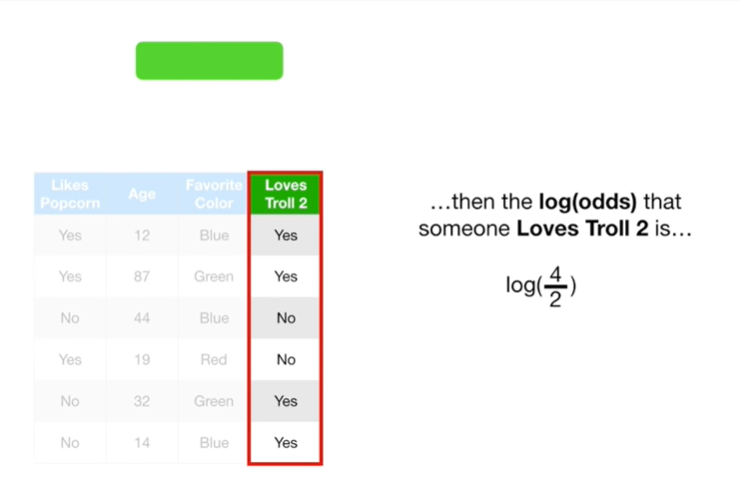 Likes Popcorn Age Favorite Color Loves Troll 2
Yes 12 Blue Yes
Yes 87 Green Yes
No 44 Blue No
Yes 19 Red No
No 32 Green Yes
No 14 Blue Yes
…then the log(odds) that
someone Loves Troll 2 is…
log(4/2)